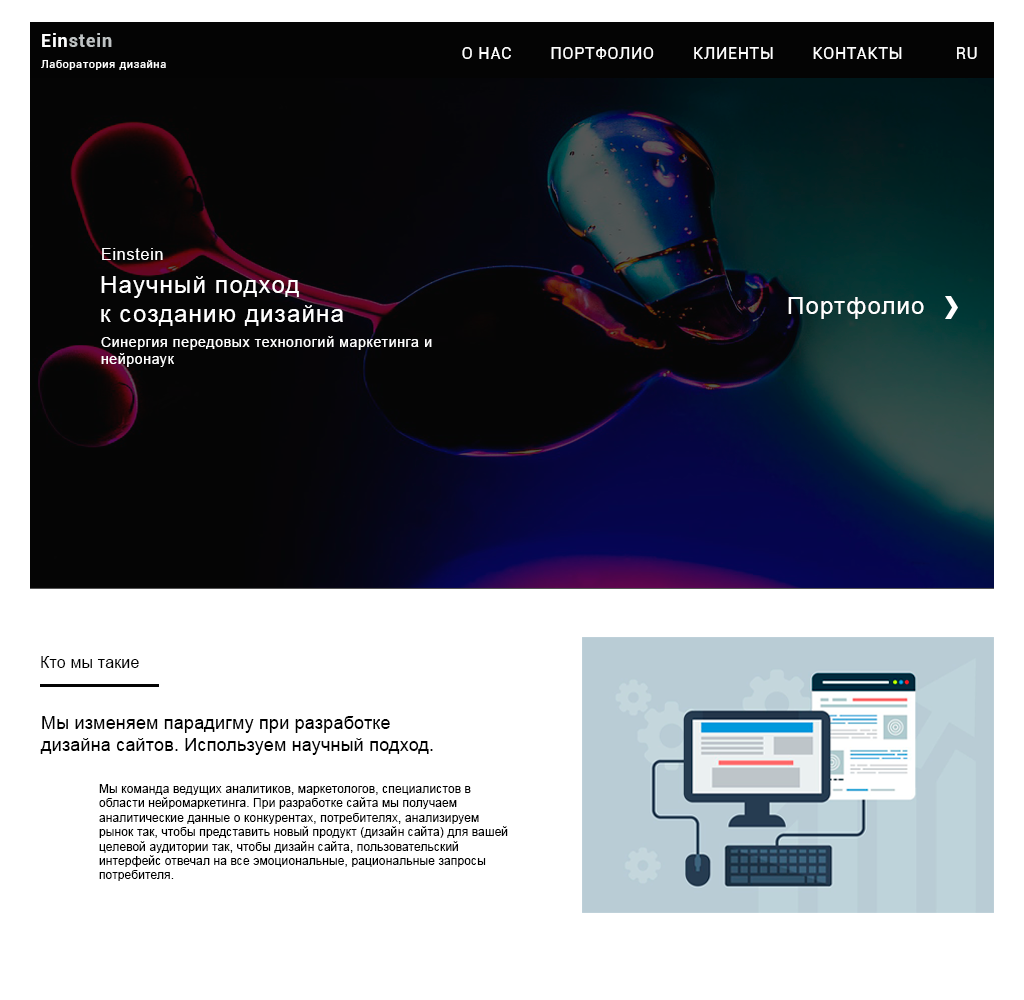 Einstein
Лаборатория дизайна
О НАС ПОРТФОЛИО КЛИЕНТЫ КОНТАКТЫ RU
Einstein
Научный подход
к созданию дизайна
Синергия передовых технологий маркетинга и
нейронаук
Портфолио ❯
Кто мы такие
Мы изменяем парадигму при разработке
дизайна сайтов. Используем научный подход.
Мы команда ведущих аналитиков, маркетологов, специалистов в
области нейромаркетинга. При разработке сайта мы получаем
аналитические данные о конкурентах, потребителях, анализируем
рынок так, чтобы представить новый продукт (дизайн сайта) для вашей
целевой аудитории так, чтобы дизайн сайта, пользовательский
интерфейс отвечал на все эмоциональные, рациональные запросы
потребителя.